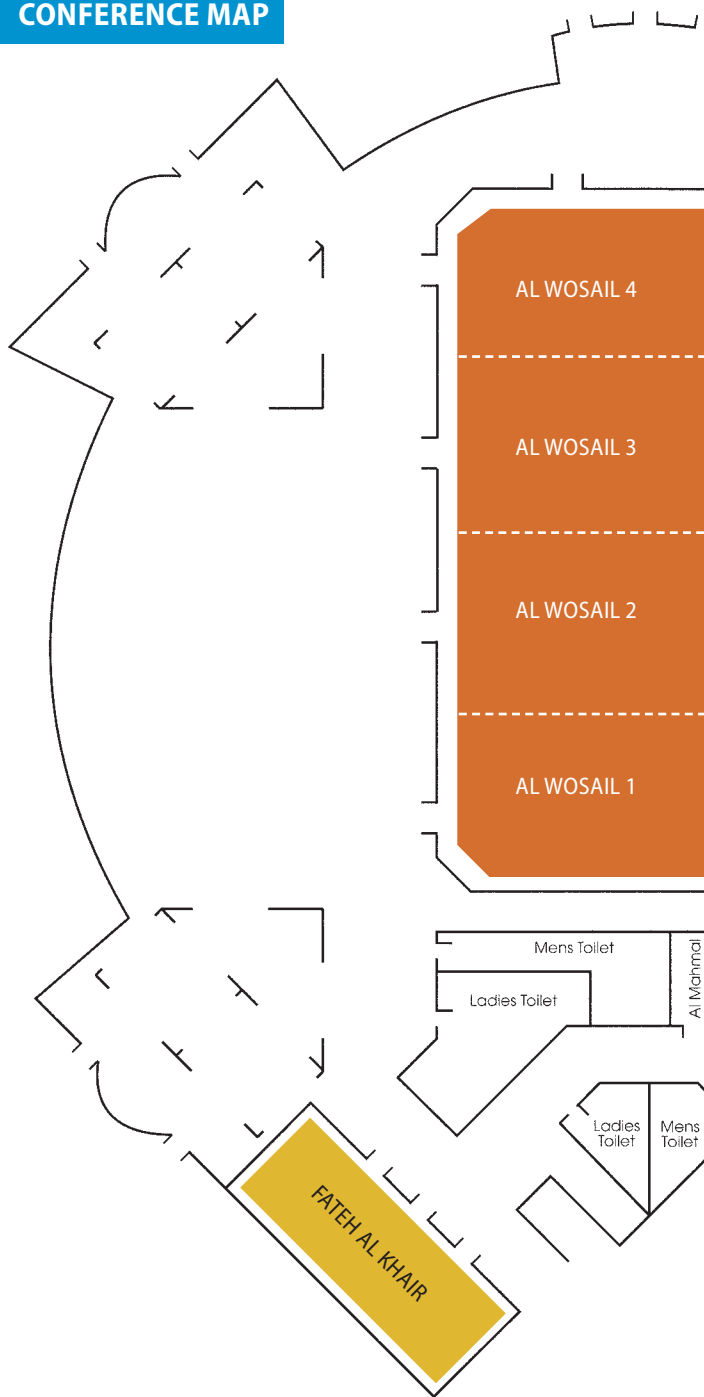 CONFERENCE MAP
AL WOSAIL 4
AL WOSAIL 3
AL WOSAIL 2
AL WOSAIL 1
Mens Toilet
Al Mahmal
Ladies Toilet
Ladies
Toilet
Mens
Toilet
FATEH AL KHAIR